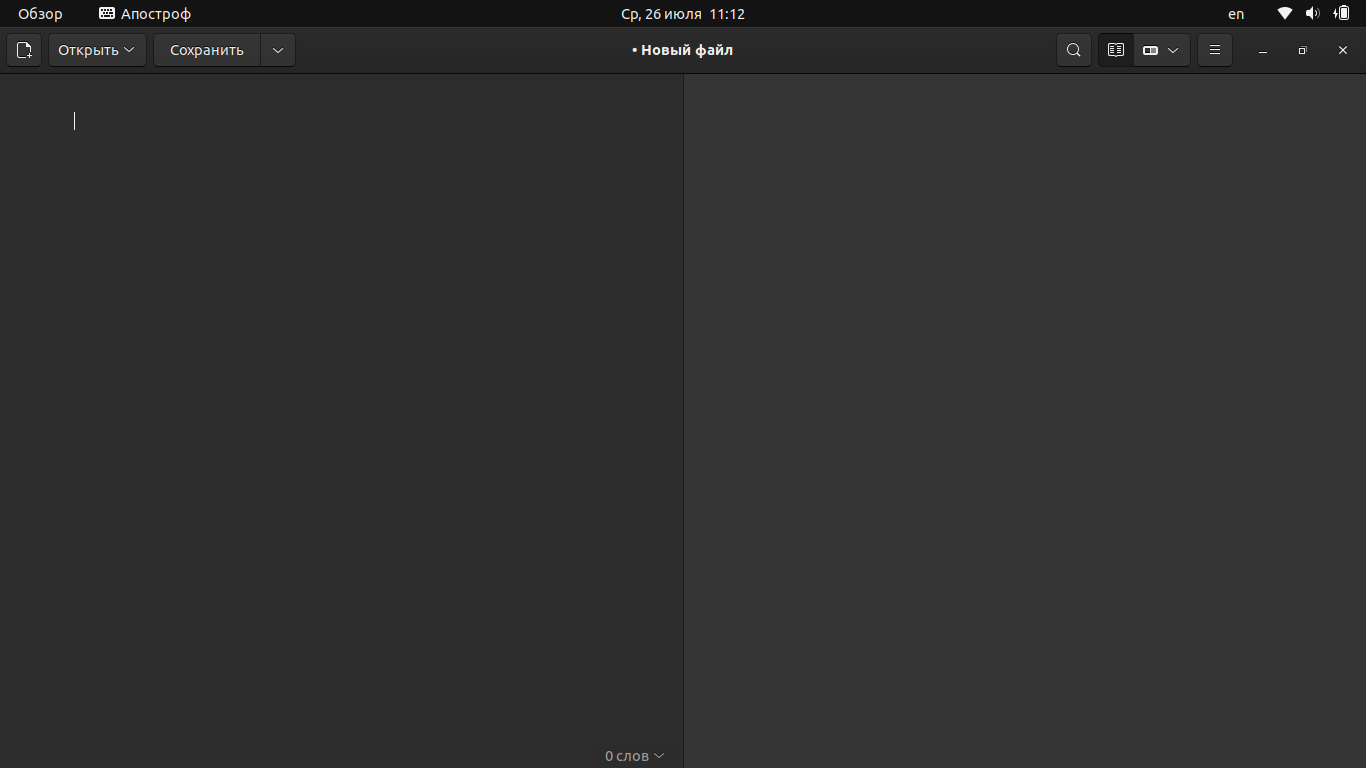 Обзор Апостроф Ср, 26 июля 11:12 en
Открыть Сохранить • Новый файл
0 слов